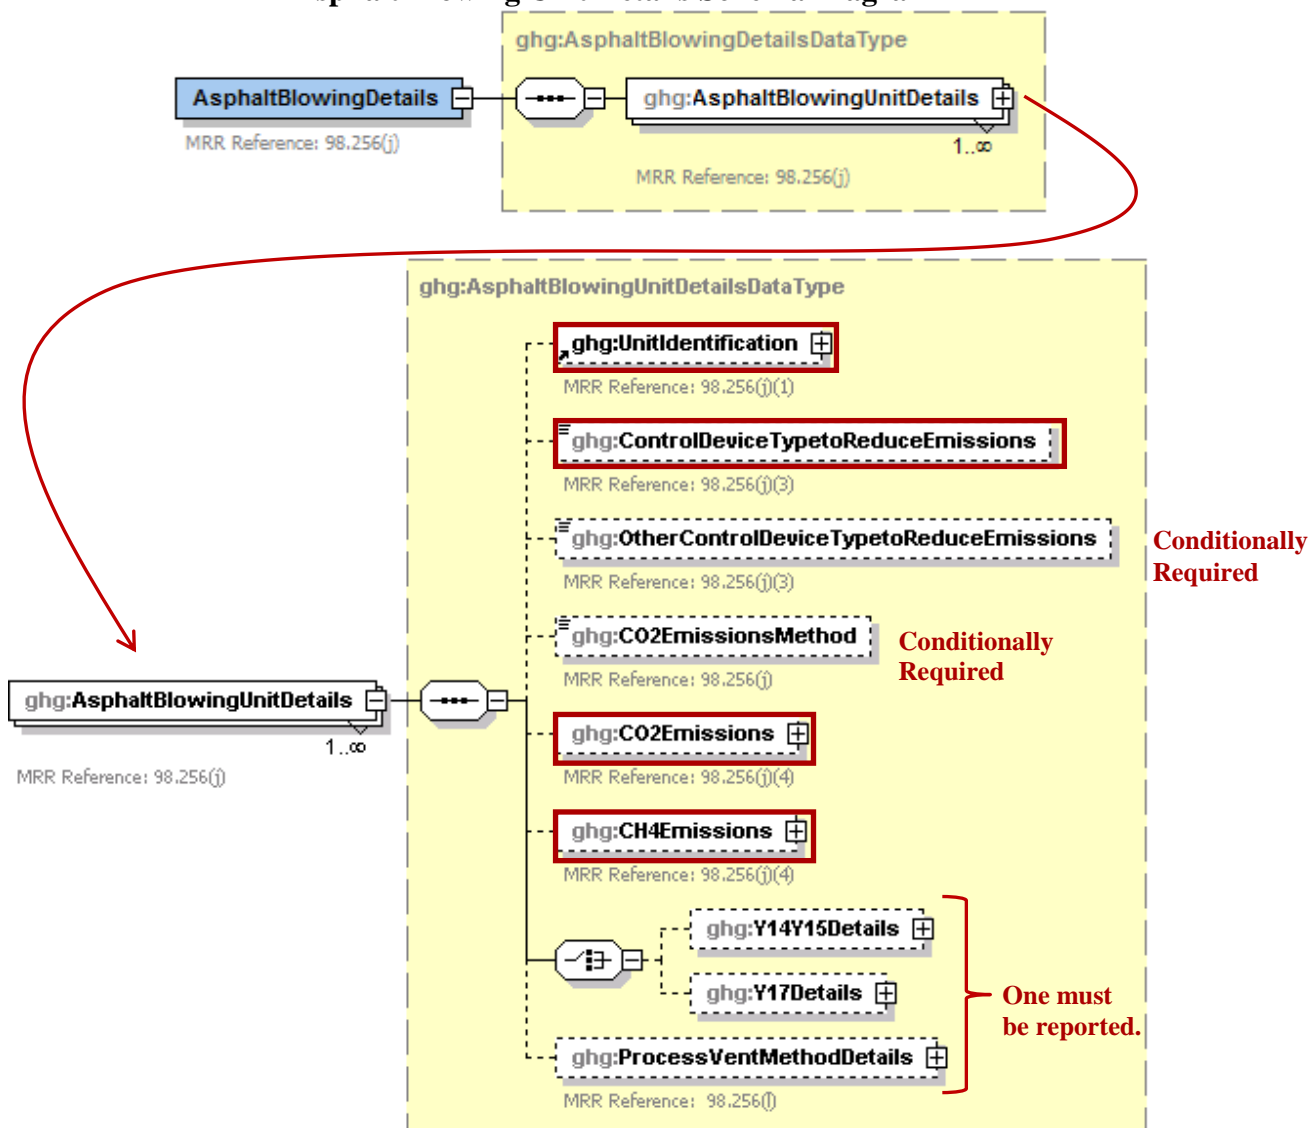 ghg:AsphaltBlowingDetailsDataType
AsphaltBlowingDetails
ghg:AsphaltBlowingUnitDetails
1..∞
MRR Reference: 98.256(j)
MRR Reference: 98.256(j)
ghg:AsphaltBlowingUnitDetailsDataType
ghg:UnitIdentification
MRR Reference: 98.256(j)(1)
ghg:ControlDeviceTypetoReduceEmissions
MRR Reference: 98.256(j)(3)
ghg:OtherControlDeviceTypetoReduceEmissions
MRR Reference: 98.256(j)(3)
Conditionally
Required
ghg:CO2EmissionsMethod
MRR Reference: 98.256(j)
Conditionally
Required
ghg:AsphaltBlowingUnitDetails
1..∞
MRR Reference: 98.256(j)
ghg:CO2Emissions
MRR Reference: 98.256(j)(4)
ghg:CH4Emissions
MRR Reference: 98.256(j)(4)
ghg:Y14Y15Details
ghg:Y17Details
One must
be reported.
ghg:ProcessVentMethodDetails
MRR Reference: 98.256(l)